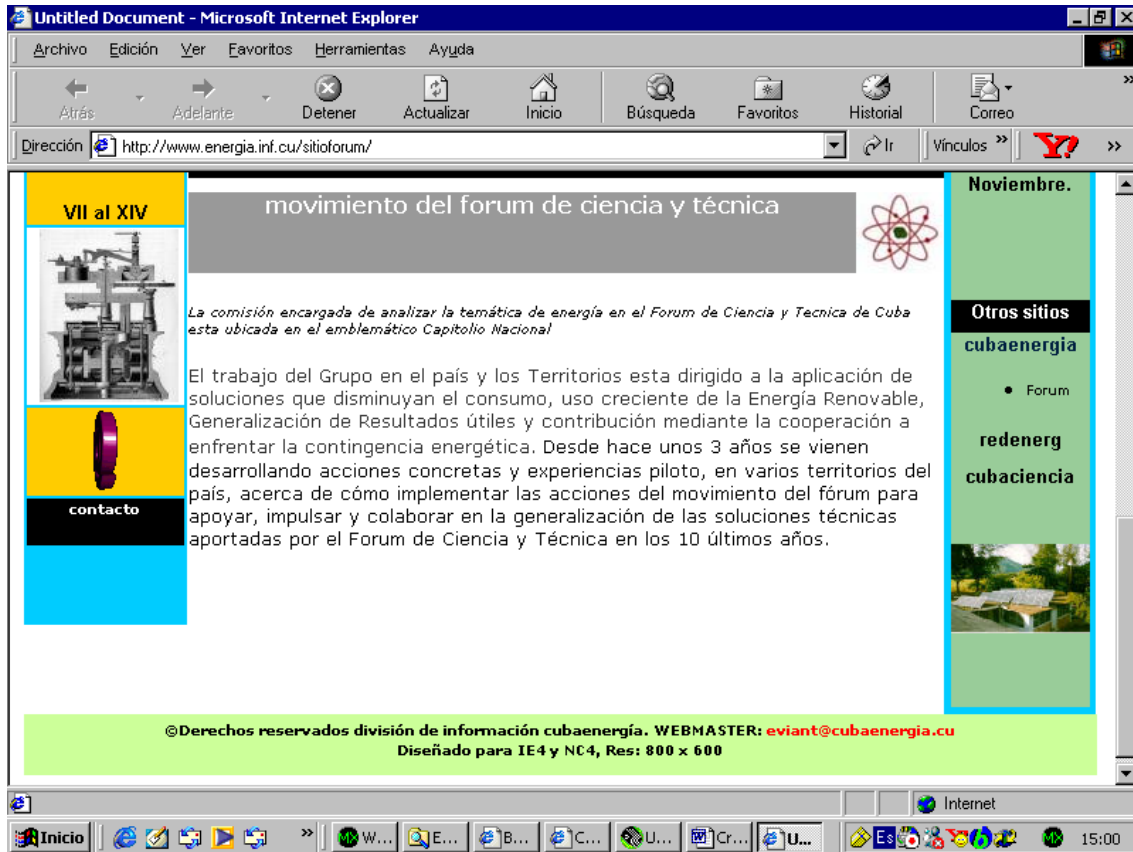 Untitled Document - Microsoft Internet Explorer
Archivo Edición Ver Favoritos Herramientas Ayuda
Atrás Adelante Detener Actualizar Inicio Búsqueda Favoritos Historial Correo »
Dirección http://www.energia.inf.cu/sitioforum/ Ir Vínculos » Y! »
VII al XIV
contacto
movimiento del forum de ciencia y técnica
La comisión encargada de analizar la temática de energía en el Forum de Ciencia y Tecnica de Cuba
esta ubicada en el emblemático Capitolio Nacional
El trabajo del Grupo en el país y los Territorios esta dirigido a la aplicación de
soluciones que disminuyan el consumo, uso creciente de la Energía Renovable,
Generalización de Resultados útiles y contribución mediante la cooperación a
enfrentar la contingencia energética. Desde hace unos 3 años se vienen
desarrollando acciones concretas y experiencias piloto, en varios territorios del
país, acerca de cómo implementar las acciones del movimiento del fórum para
apoyar, impulsar y colaborar en la generalización de las soluciones técnicas
aportadas por el Forum de Ciencia y Técnica en los 10 últimos años.
Noviembre.
Otros sitios
cubaenergia
• Forum
redenerg
cubaciencia
©Derechos reservados división de información cubaenergía. WEBMASTER: eviant@cubaenergia.cu
Diseñado para IE4 y NC4, Res: 800 x 600
Internet
Inicio » W... E... B... C... U... Cr... U... Es 15:00